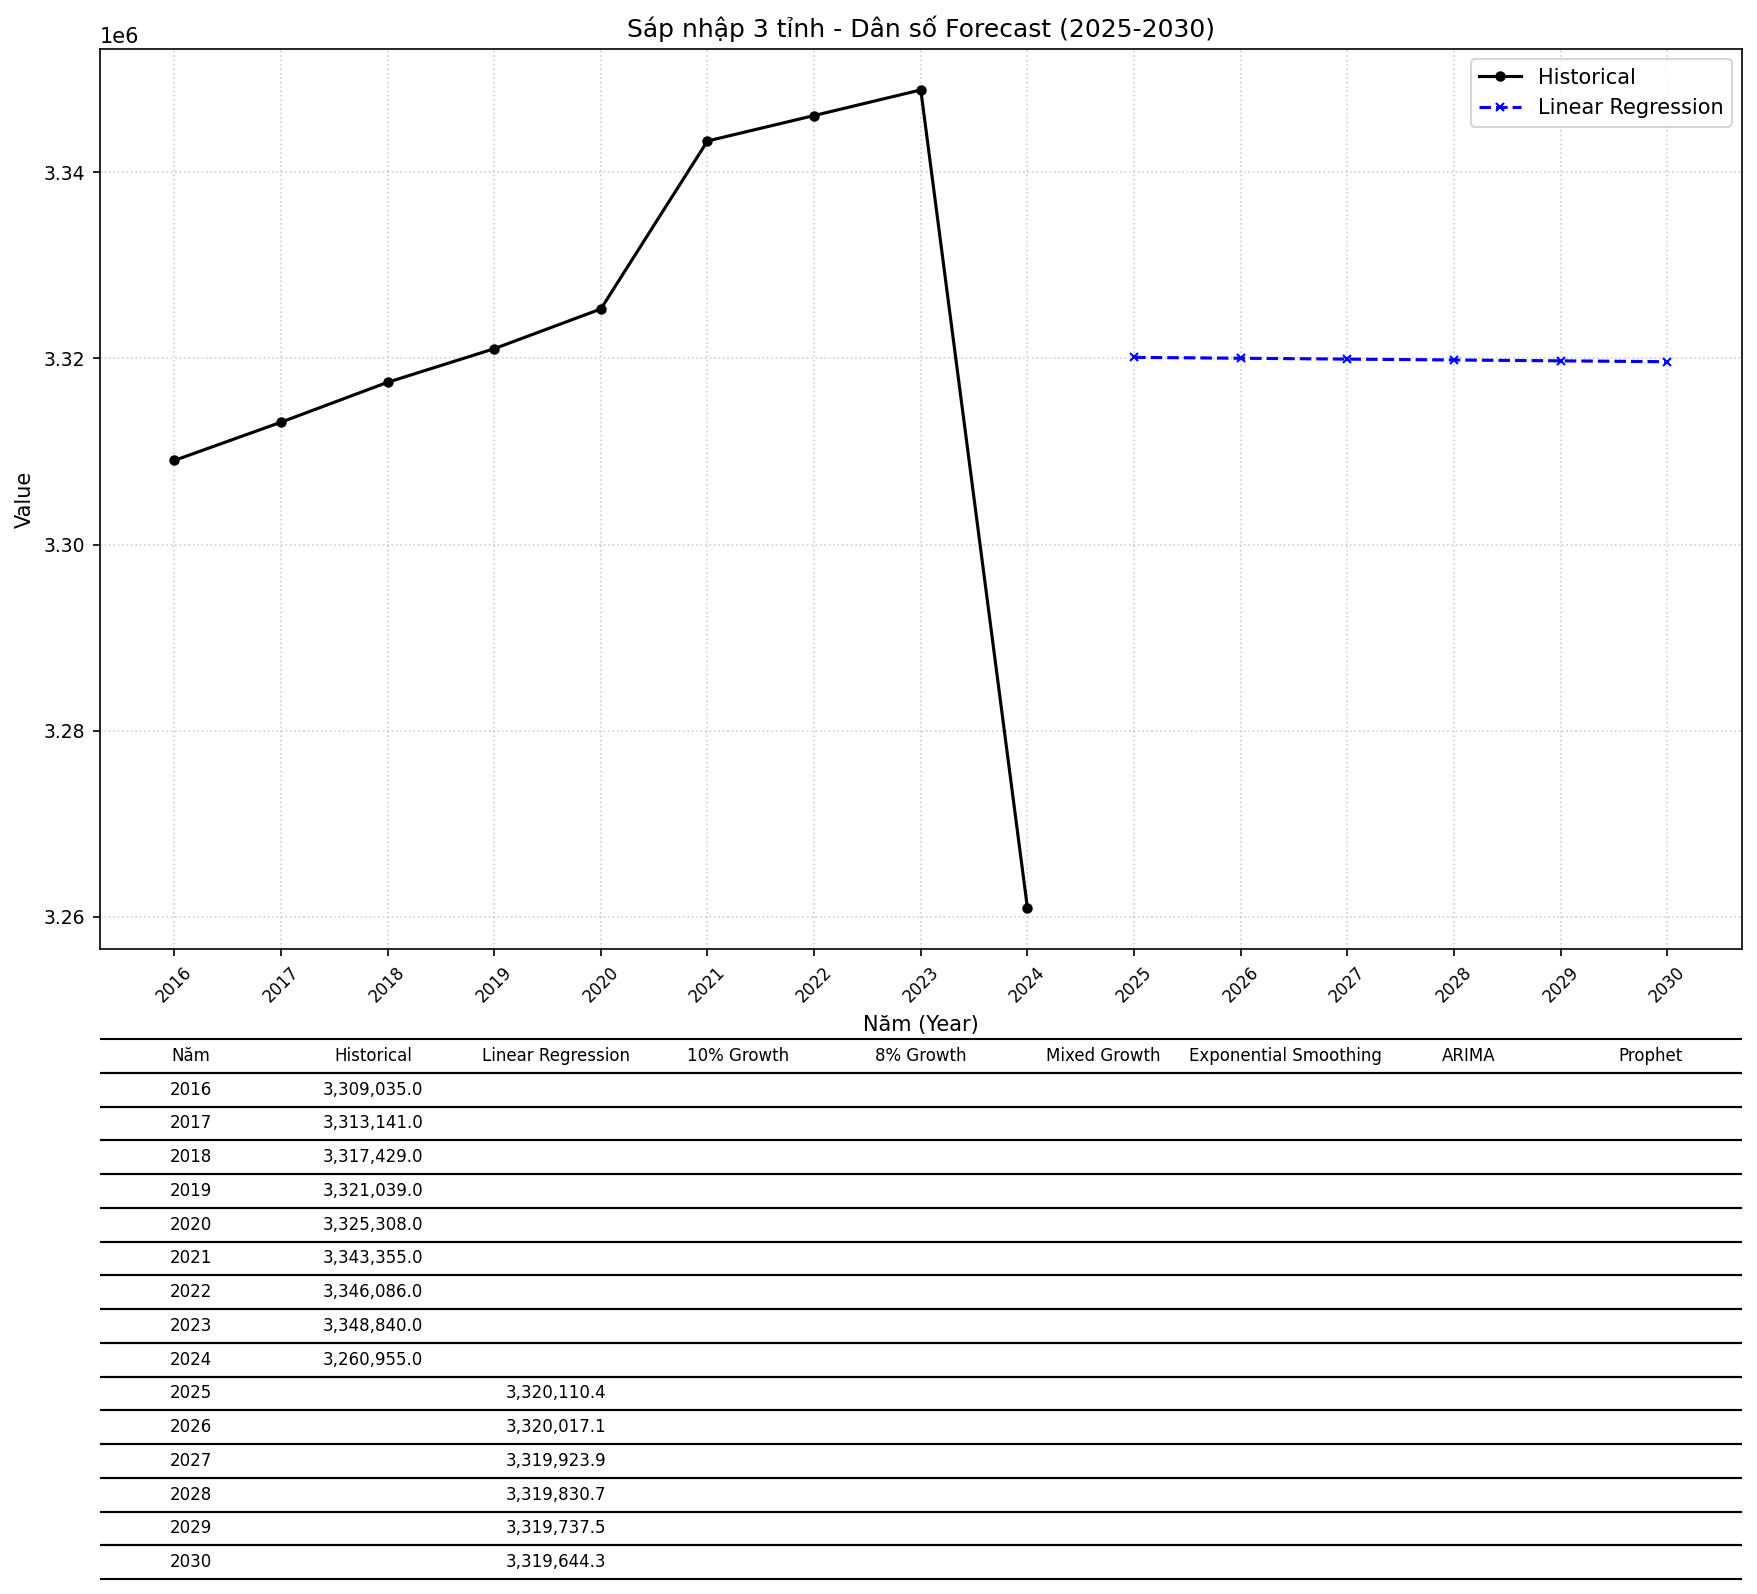 Sáp nhập 3 tỉnh - Dân số Forecast (2025-2030)
1e6
Historical
Linear Regression
3.34
3.32
3.30
3.28
3.26
Value
2016 2017 2018 2019 2020 2021 2022 2023 2024 2025 2026 2027 2028 2029 2030
Năm (Year)
Năm Historical Linear Regression 10% Growth 8% Growth Mixed Growth Exponential Smoothing ARIMA Prophet
2016 3,309,035.0
2017 3,313,141.0
2018 3,317,429.0
2019 3,321,039.0
2020 3,325,308.0
2021 3,343,355.0
2022 3,346,086.0
2023 3,348,840.0
2024 3,260,955.0
2025 3,320,110.4
2026 3,320,017.1
2027 3,319,923.9
2028 3,319,830.7
2029 3,319,737.5
2030 3,319,644.3